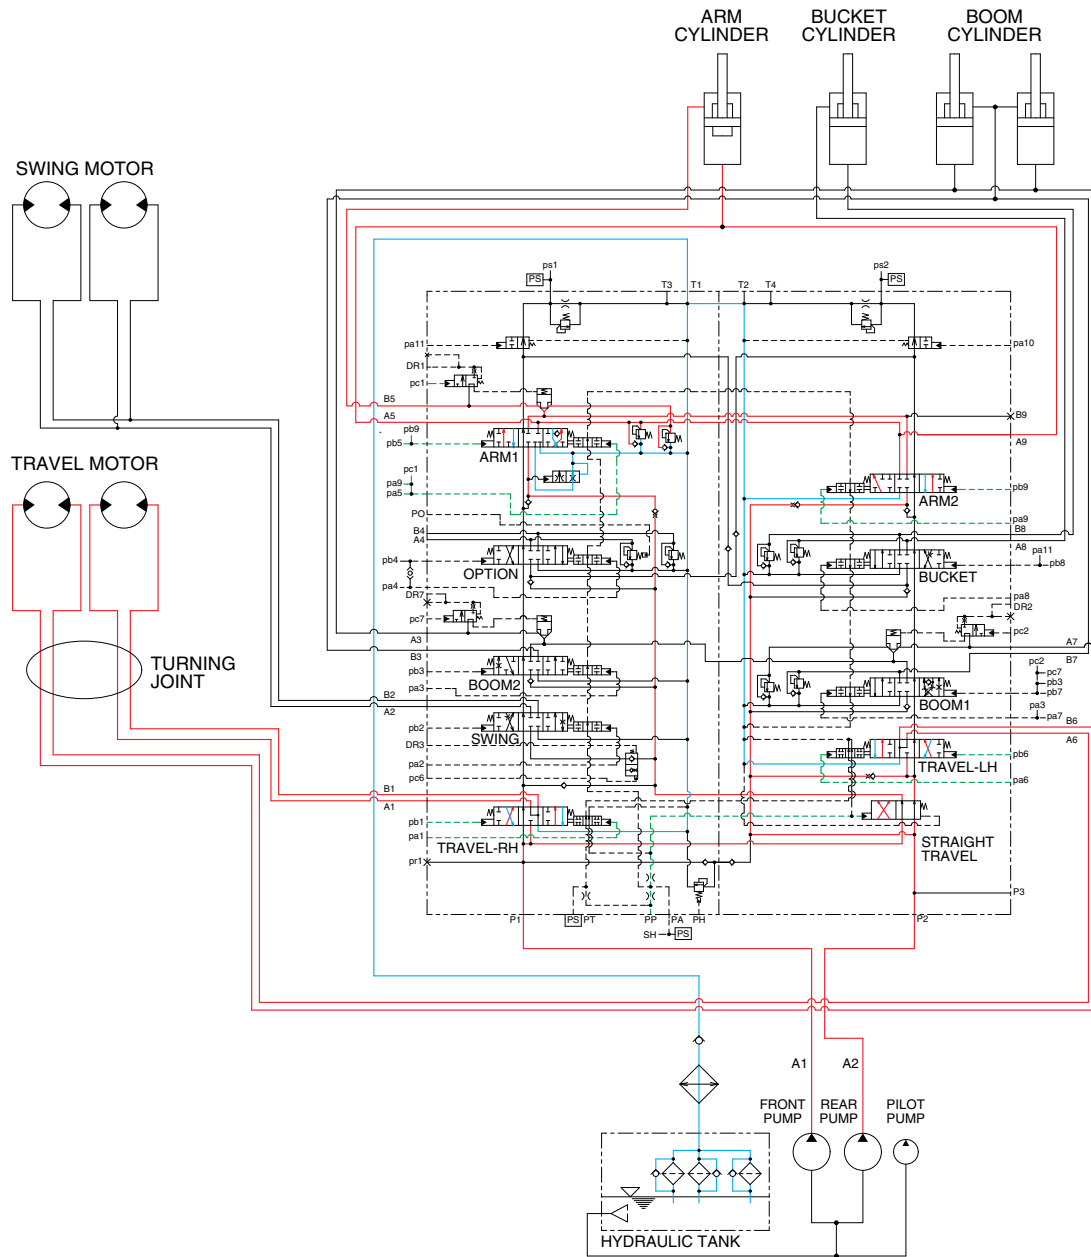 ARM
CYLINDER
BUCKET
CYLINDER
BOOM
CYLINDER
SWING MOTOR
TRAVEL MOTOR
TURNING
JOINT
ps1
PS
T3
T1
T2
T4
ps2
PS
pa11
DR1
pc1
B5
A5
pb9
pb5
ARM1
pc1
pa9
pa5
PO
B4
A4
pb4
OPTION
pa4
DR7
pc7
A3
B3
pb3
BOOM2
pa3
B2
A2
pb2
SWING
DR3
pa2
pc6
B1
A1
pb1
pa1
TRAVEL-RH
pr1
pa10
B9
A9
ARM2
pb9
pa9
B8
A8
pa11
pb8
BUCKET
pa8
DR2
pc2
A7
B7
pc2
pc7
pb3
pb7
BOOM1
pa3
pa7
B6
A6
pb6
TRAVEL-LH
pa6
STRAIGHT
TRAVEL
P3
P1
PS
PT
PP
PA
PH
P2
SH
PS
A1
A2
FRONT
PUMP
REAR
PUMP
PILOT
PUMP
HYDRAULIC TANK